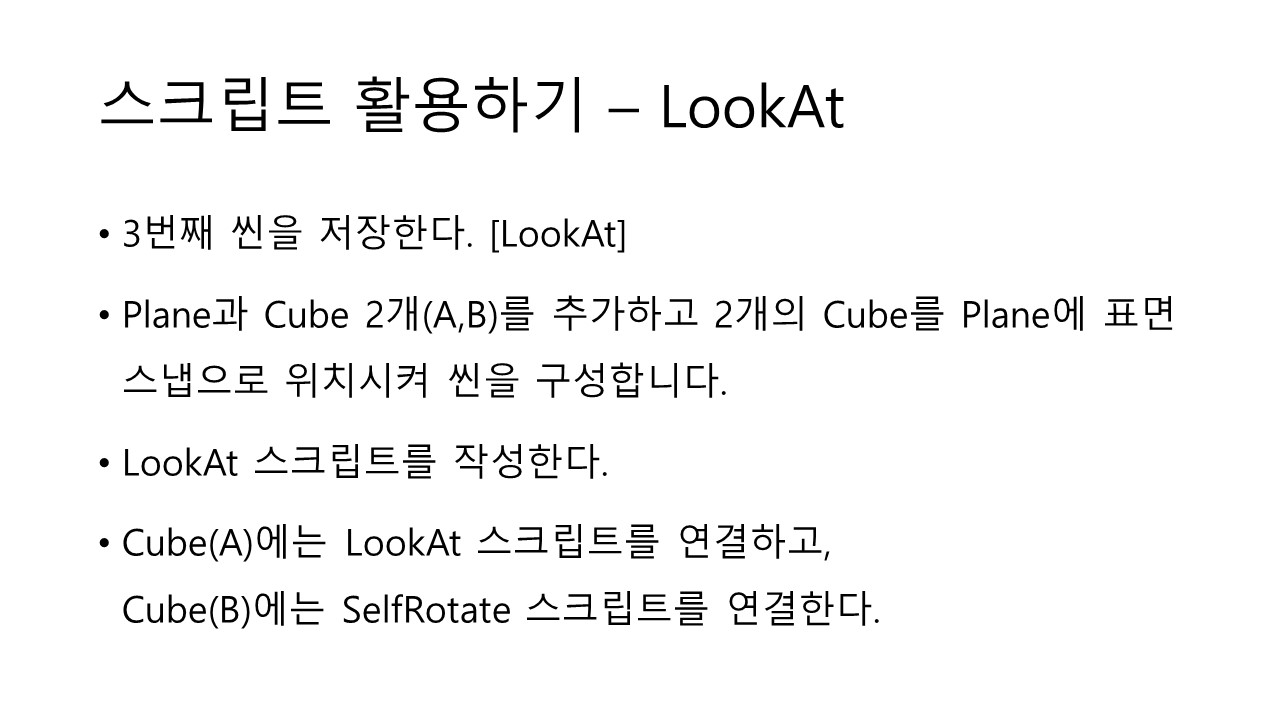 스크립트 활용하기 – LookAt
• 3번째 씬을 저장한다. [LookAt]
• Plane과 Cube 2개(A,B)를 추가하고 2개의 Cube를 Plane에 표면
스냅으로 위치시켜 씬을 구성합니다.
• LookAt 스크립트를 작성한다.
• Cube(A)에는 LookAt 스크립트를 연결하고,
Cube(B)에는 SelfRotate 스크립트를 연결한다.